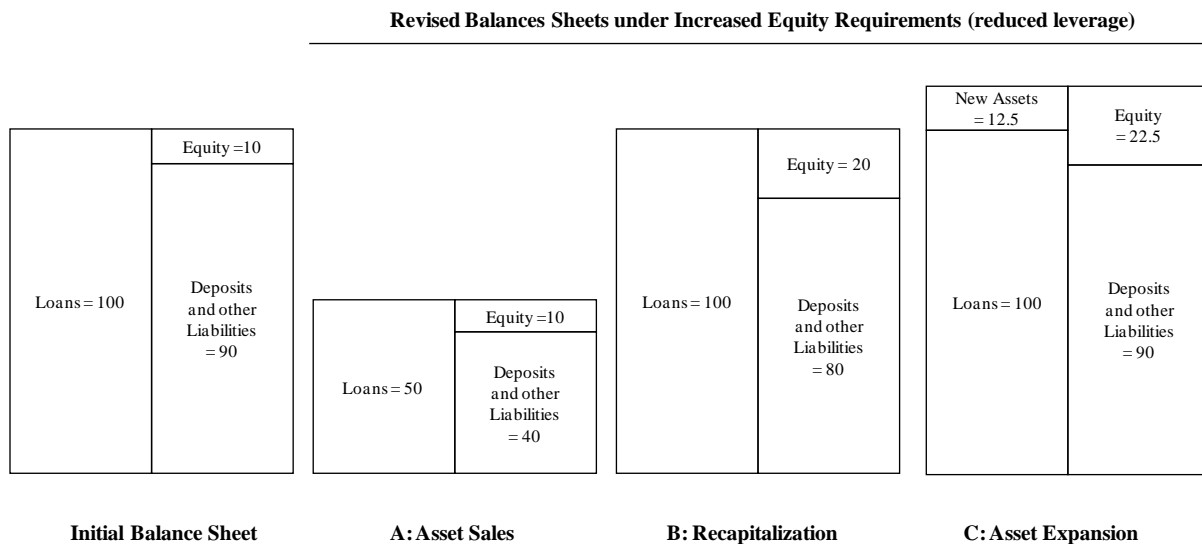 Revised Balances Sheets under Increased Equity Requirements (reduced leverage)
Equity =10
Loans = 100
Deposits
and other
Liabilities
= 90
Initial Balance Sheet
Equity =10
Loans = 50
Deposits
and other
Liabilities
= 40
A: Asset Sales
Equity = 20
Loans = 100
Deposits
and other
Liabilities
= 80
B: Recapitalization
New Assets
= 12.5
Equity
= 22.5
Loans = 100
Deposits
and other
Liabilities
= 90
C: Asset Expansion